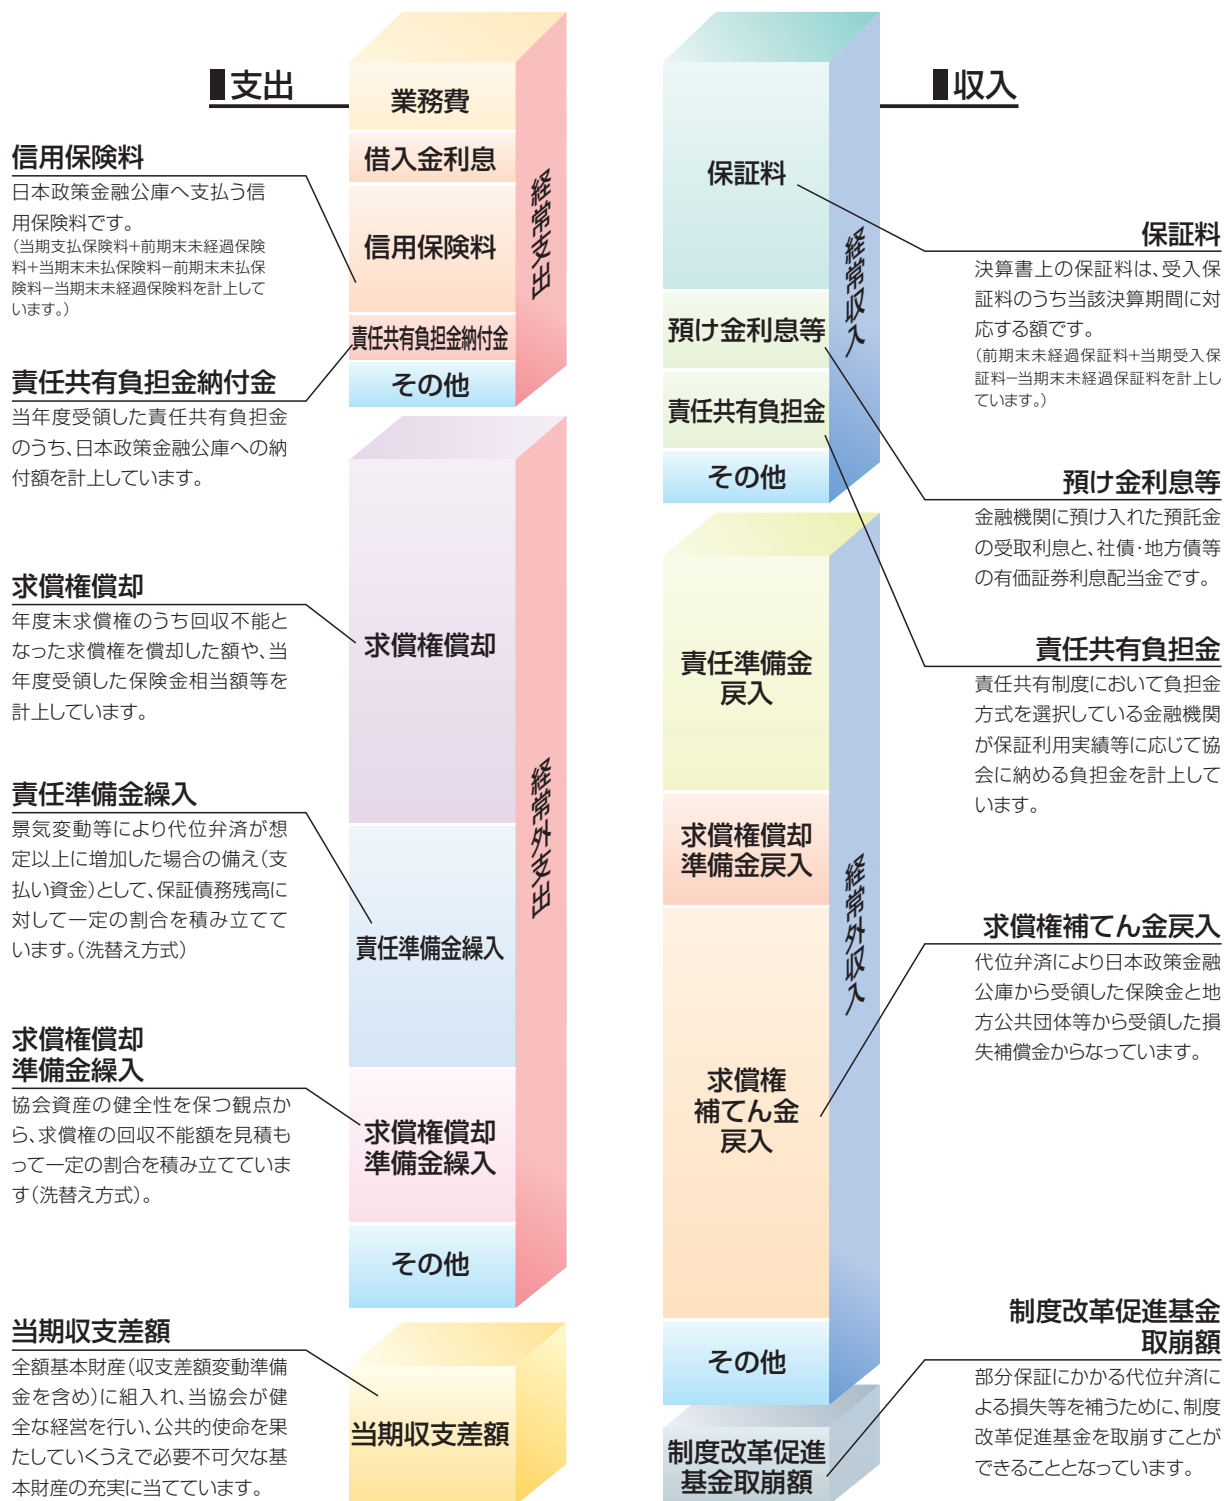 支出
業務費
借入金利息
信用保険料
責任共有負担金納付金
その他
経常支出
信用保険料
日本政策金融公庫へ支払う信
用保険料です。
(当期支払保険料+前期末未経過保険
料+当期末未払保険料−前期末未払保
険料−当期末未経過保険料を計上して
います。)
責任共有負担金納付金
当年度受領した責任共有負担金
のうち、日本政策金融公庫への納
付額を計上しています。
求償権償却
責任準備金繰入
求償権償却
準備金繰入
その他
経常外支出
求償権償却
年度末求償権のうち回収不能と
なった求償権を償却した額や、当
年度受領した保険金相当額等を
計上しています。
責任準備金繰入
景気変動等により代位弁済が想
定以上に増加した場合の備え(支
払い資金)として、保証債務残高に
対して一定の割合を積み立てて
います。(洗替え方式)
求償権償却
準備金繰入
協会資産の健全性を保つ観点か
ら、求償権の回収不能額を見積も
って一定の割合を積み立てていま
す(洗替え方式)。
当期収支差額
当期収支差額
全額基本財産(収支差額変動準備
金を含め)に組入れ、当協会が健
全な経営を行い、公共的使命を果
たしていくうえで必要不可欠な基
本財産の充実に当てています。
収入
保証料
預け金利息等
責任共有負担金
その他
経常収入
保証料
決算書上の保証料は、受入保
証料のうち当該決算期間に対
応する額です。
(前期末未経過保証料+当期受入保
証料−当期末未経過保証料を計上し
ています。)
預け金利息等
金融機関に預け入れた預託金
の受取利息と、社債・地方債等
の有価証券利息配当金です。
責任共有負担金
責任共有制度において負担金
方式を選択している金融機関
が保証利用実績等に応じて協
会に納める負担金を計上して
います。
責任準備金
戻入
求償権償却
準備金戻入
求償権
補てん金
戻入
その他
経常外収入
求償権補てん金戻入
代位弁済により日本政策金融
公庫から受領した保険金と地
方公共団体等から受領した損
失補償金からなっています。
制度改革促進
基金取崩額
制度改革促進基金
取崩額
部分保証にかかる代位弁済に
よる損失等を補うために、制度
改革促進基金を取崩すことが
できることとなっています。